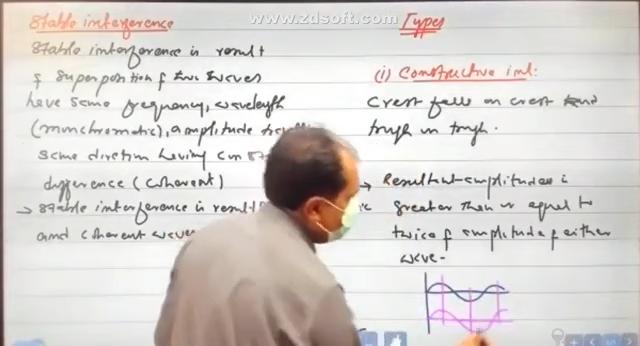 www.zdsoft.com
Stable interference
Stable interference is result
of superposition of two waves
have same frequency, wavelength
(monochromatic), amplitude
same direction having
difference (coherent)
→ Stable interference is result
and coherent waves
Types
(i) Constructive int:
Crest falls on crest and
trugh on trugh.
→ Resultant amplitude is
greater than or equal to
twice of amplitude of either
wave-